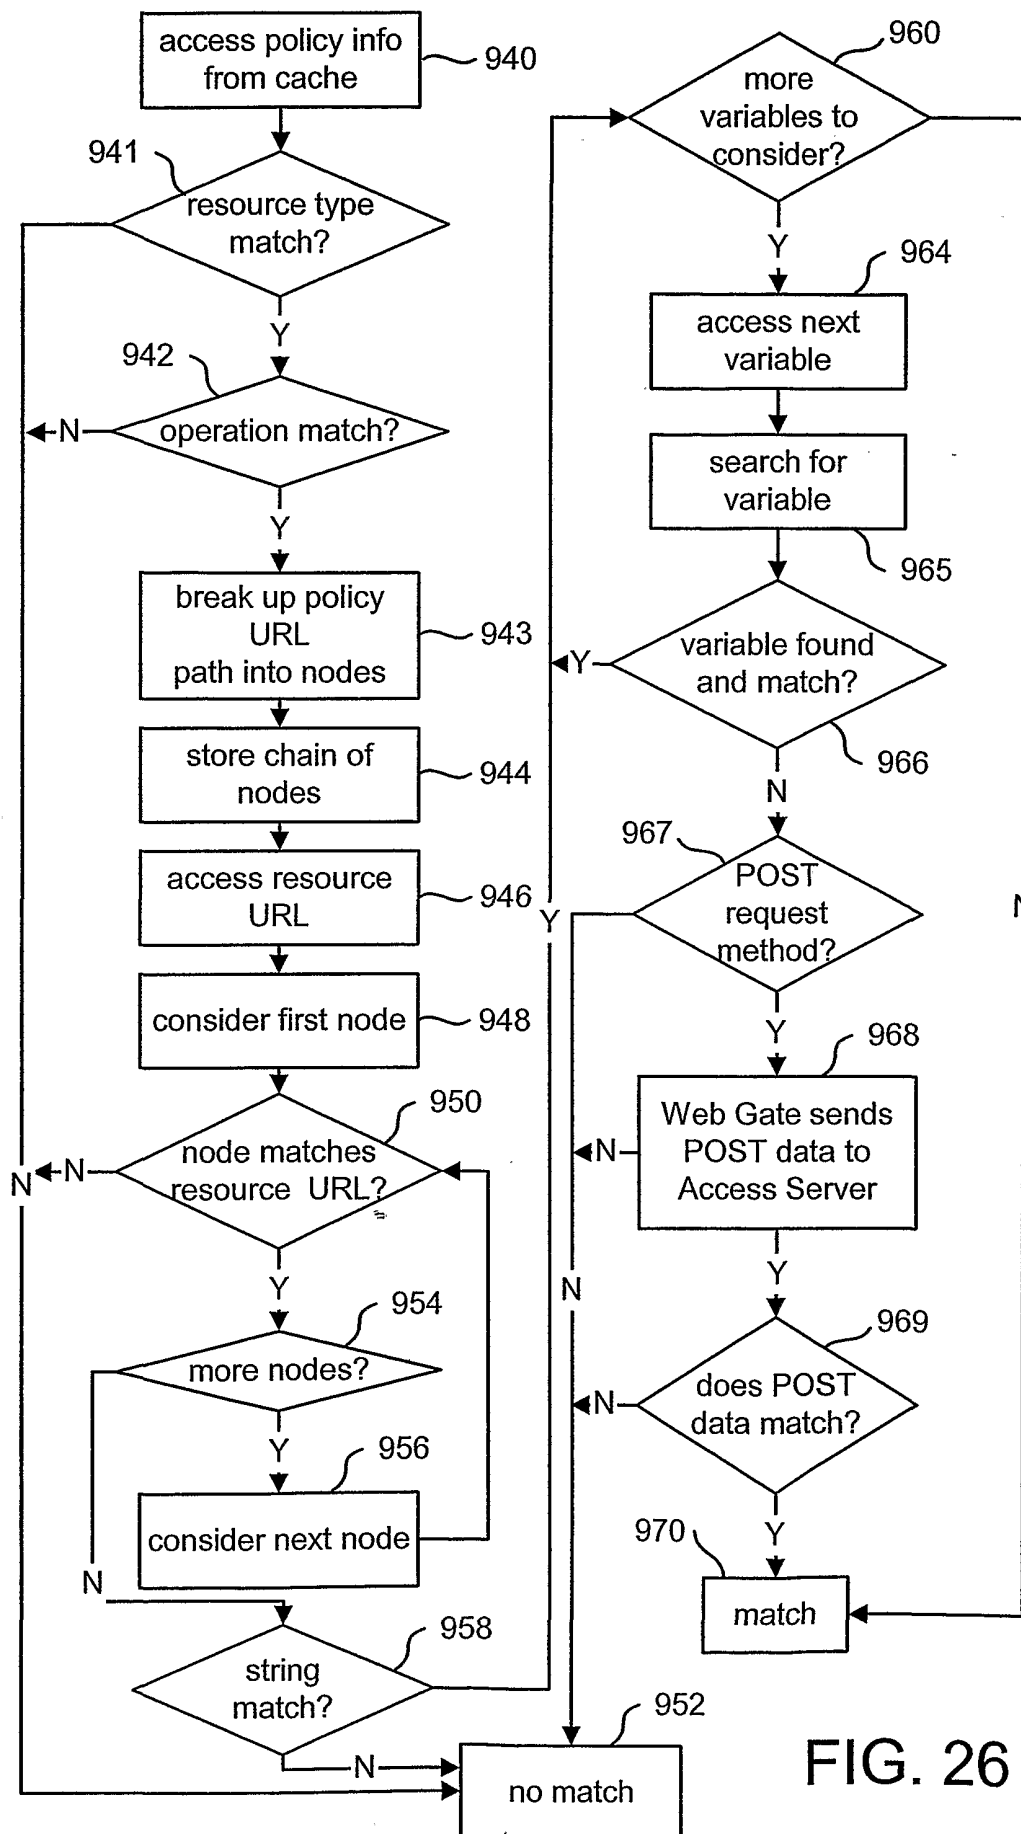 access policy info
from cache
940
941
resource type
match?
Y
942
operation match?
N
Y
break up policy
URL
path into nodes
943
store chain of
nodes
944
access resource
URL
946
consider first node
948
950
node matches
resource URL?
N
N
Y
954
more nodes?
Y
956
consider next node
N
958
string
match?
N
Y
960
more
variables to
consider?
Y
964
access next
variable
search for
variable
965
variable found
and match?
Y
966
N
967
POST
request
method?
N
Y
968
Web Gate sends
POST data to
Access Server
N
Y
N
969
does POST
data match?
N
Y
970
match
952
no match
FIG. 26